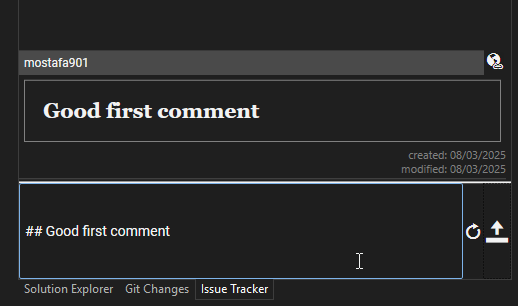 mostafa901
Good first comment
created: 08/03/2025
modified: 08/03/2025
## Good first comment
Solution Explorer Git Changes Issue Tracker